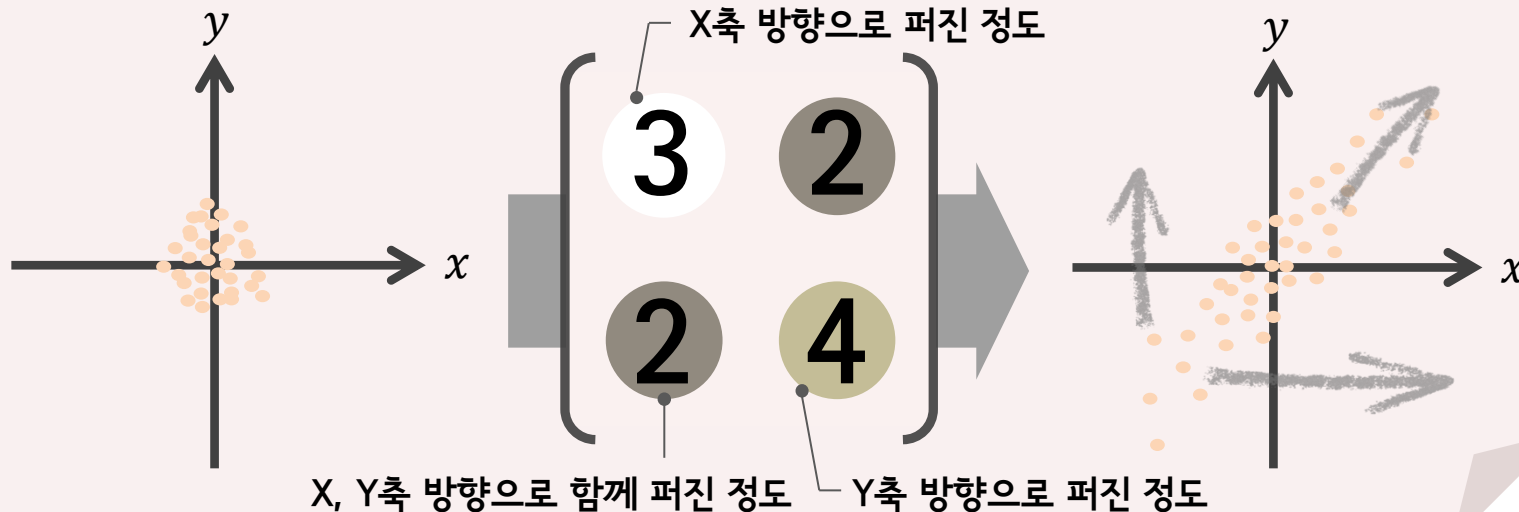 X축 방향으로 퍼진 정도
y
y
3 2
x
x
2 4
X, Y축 방향으로 함께 퍼진 정도
Y축 방향으로 퍼진 정도